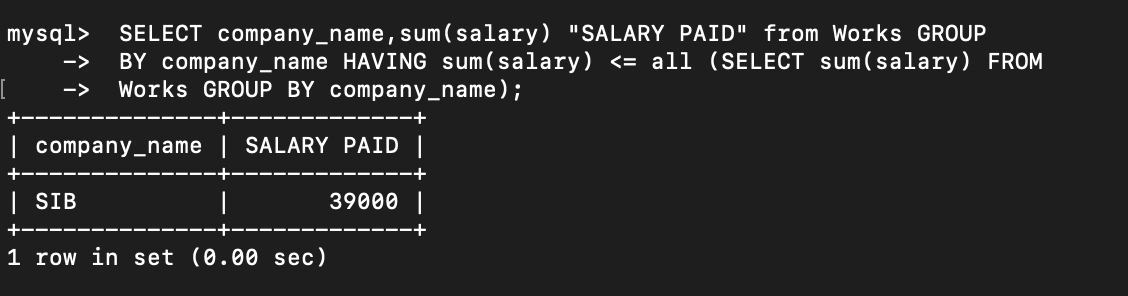 mysql>  SELECT company_name,sum(salary) "SALARY PAID" from Works GROUP
    ->  BY company_name HAVING sum(salary) <= all (SELECT sum(salary) FROM
[    ->  Works GROUP BY company_name);
+--------------+-------------+
| company_name | SALARY PAID |
+--------------+-------------+
| SIB          |       39000 |
+--------------+-------------+
1 row in set (0.00 sec)